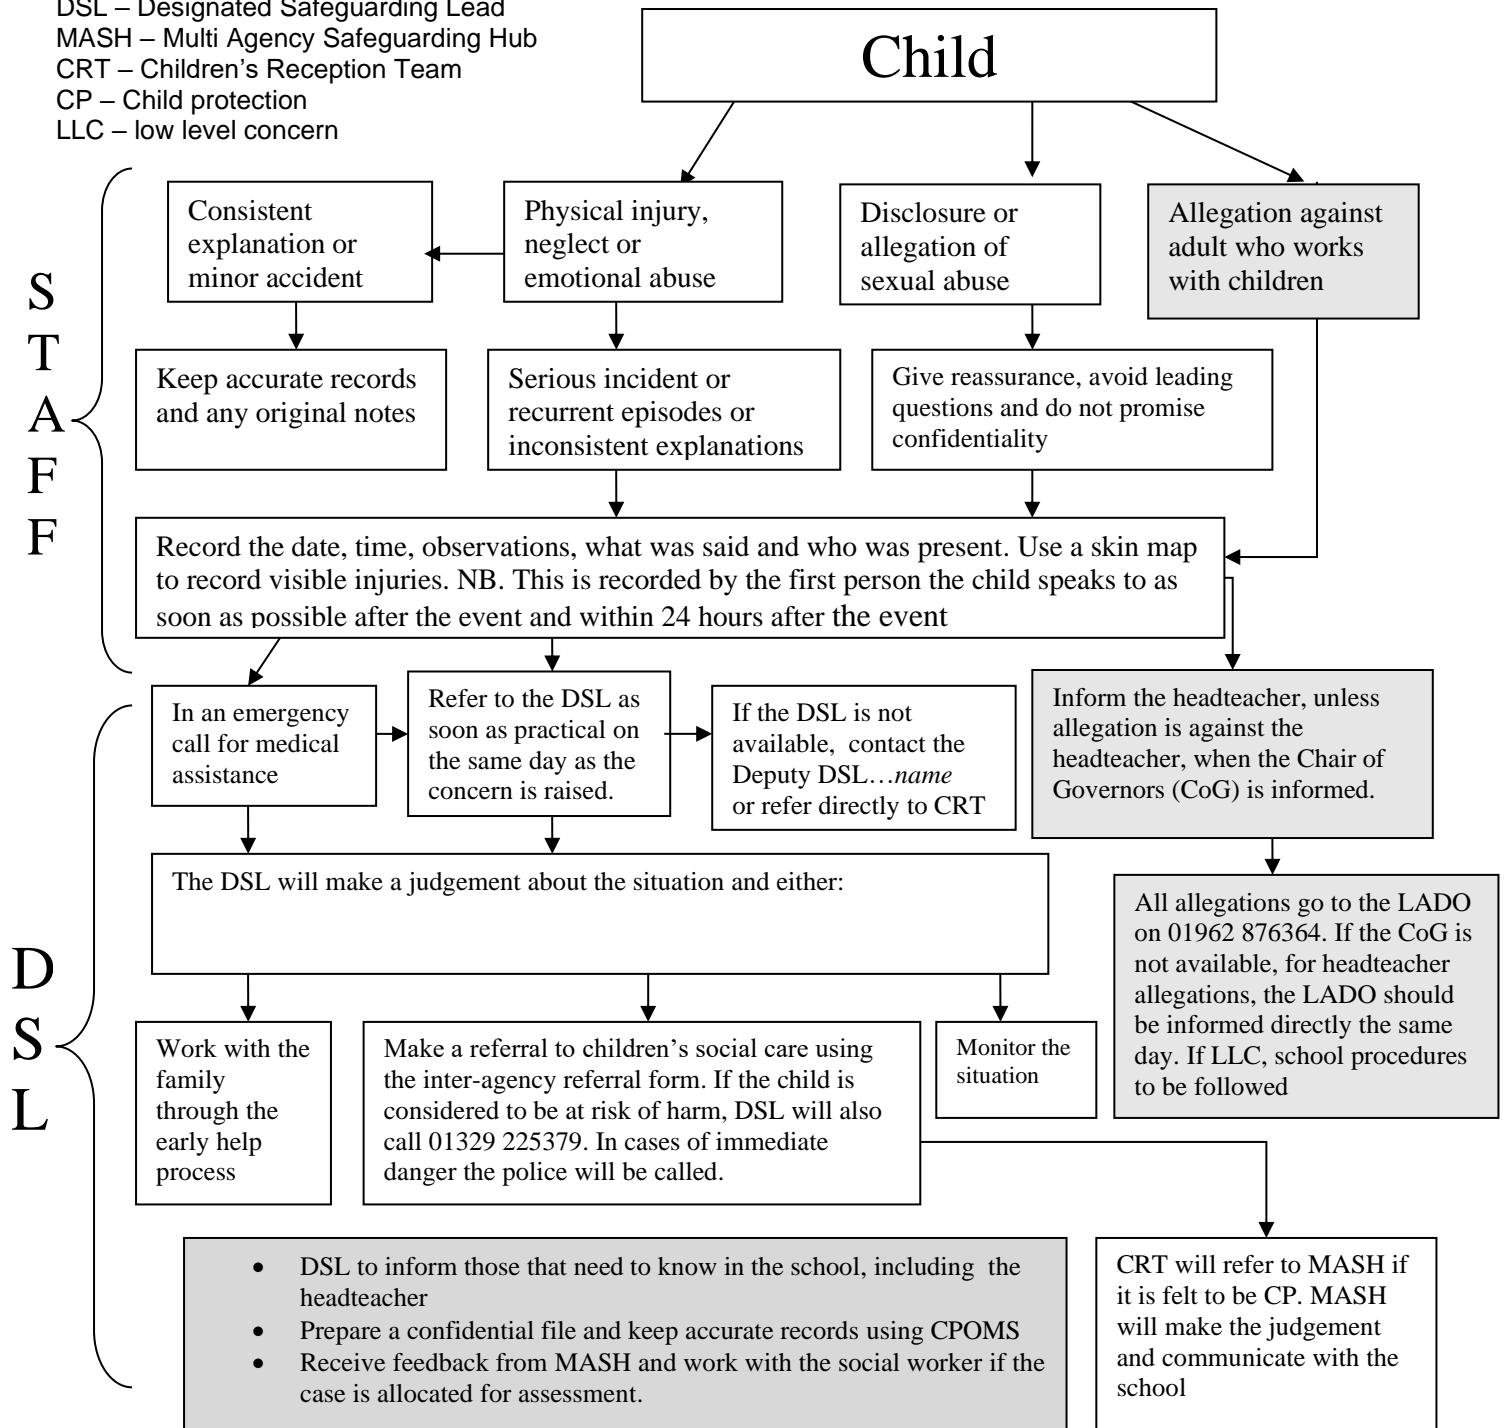 DSL – Designated Safeguarding Lead
MASH – Multi Agency Safeguarding Hub
CRT – Children's Reception Team
CP – Child protection
LLC – low level concern
Child
S
T
A
F
F
Consistent
explanation or
minor accident
Physical injury,
neglect or
emotional abuse
Disclosure or
allegation of
sexual abuse
Allegation against
adult who works
with children
Keep accurate records
and any original notes
Serious incident or
recurrent episodes or
inconsistent explanations
Give reassurance, avoid leading
questions and do not promise
confidentiality
Record the date, time, observations, what was said and who was present. Use a skin map
to record visible injuries. NB. This is recorded by the first person the child speaks to as
soon as possible after the event and within 24 hours after the event
D
S
L
In an emergency
call for medical
assistance
Refer to the DSL as
soon as practical on
the same day as the
concern is raised.
If the DSL is not
available,  contact the
Deputy DSL…name
or refer directly to CRT
Inform the headteacher, unless
allegation is against the
headteacher, when the Chair of
Governors (CoG) is informed.
The DSL will make a judgement about the situation and either:
All allegations go to the LADO
on 01962 876364. If the CoG is
not available, for headteacher
allegations, the LADO should
be informed directly the same
day. If LLC, school procedures
to be followed
Work with the
family
through the
early help
process
Make a referral to children's social care using
the inter-agency referral form. If the child is
considered to be at risk of harm, DSL will also
call 01329 225379. In cases of immediate
danger the police will be called.
Monitor the
situation
• DSL to inform those that need to know in the school, including  the
headteacher
• Prepare a confidential file and keep accurate records using CPOMS
• Receive feedback from MASH and work with the social worker if the
case is allocated for assessment.
CRT will refer to MASH if
it is felt to be CP. MASH
will make the judgement
and communicate with the
school